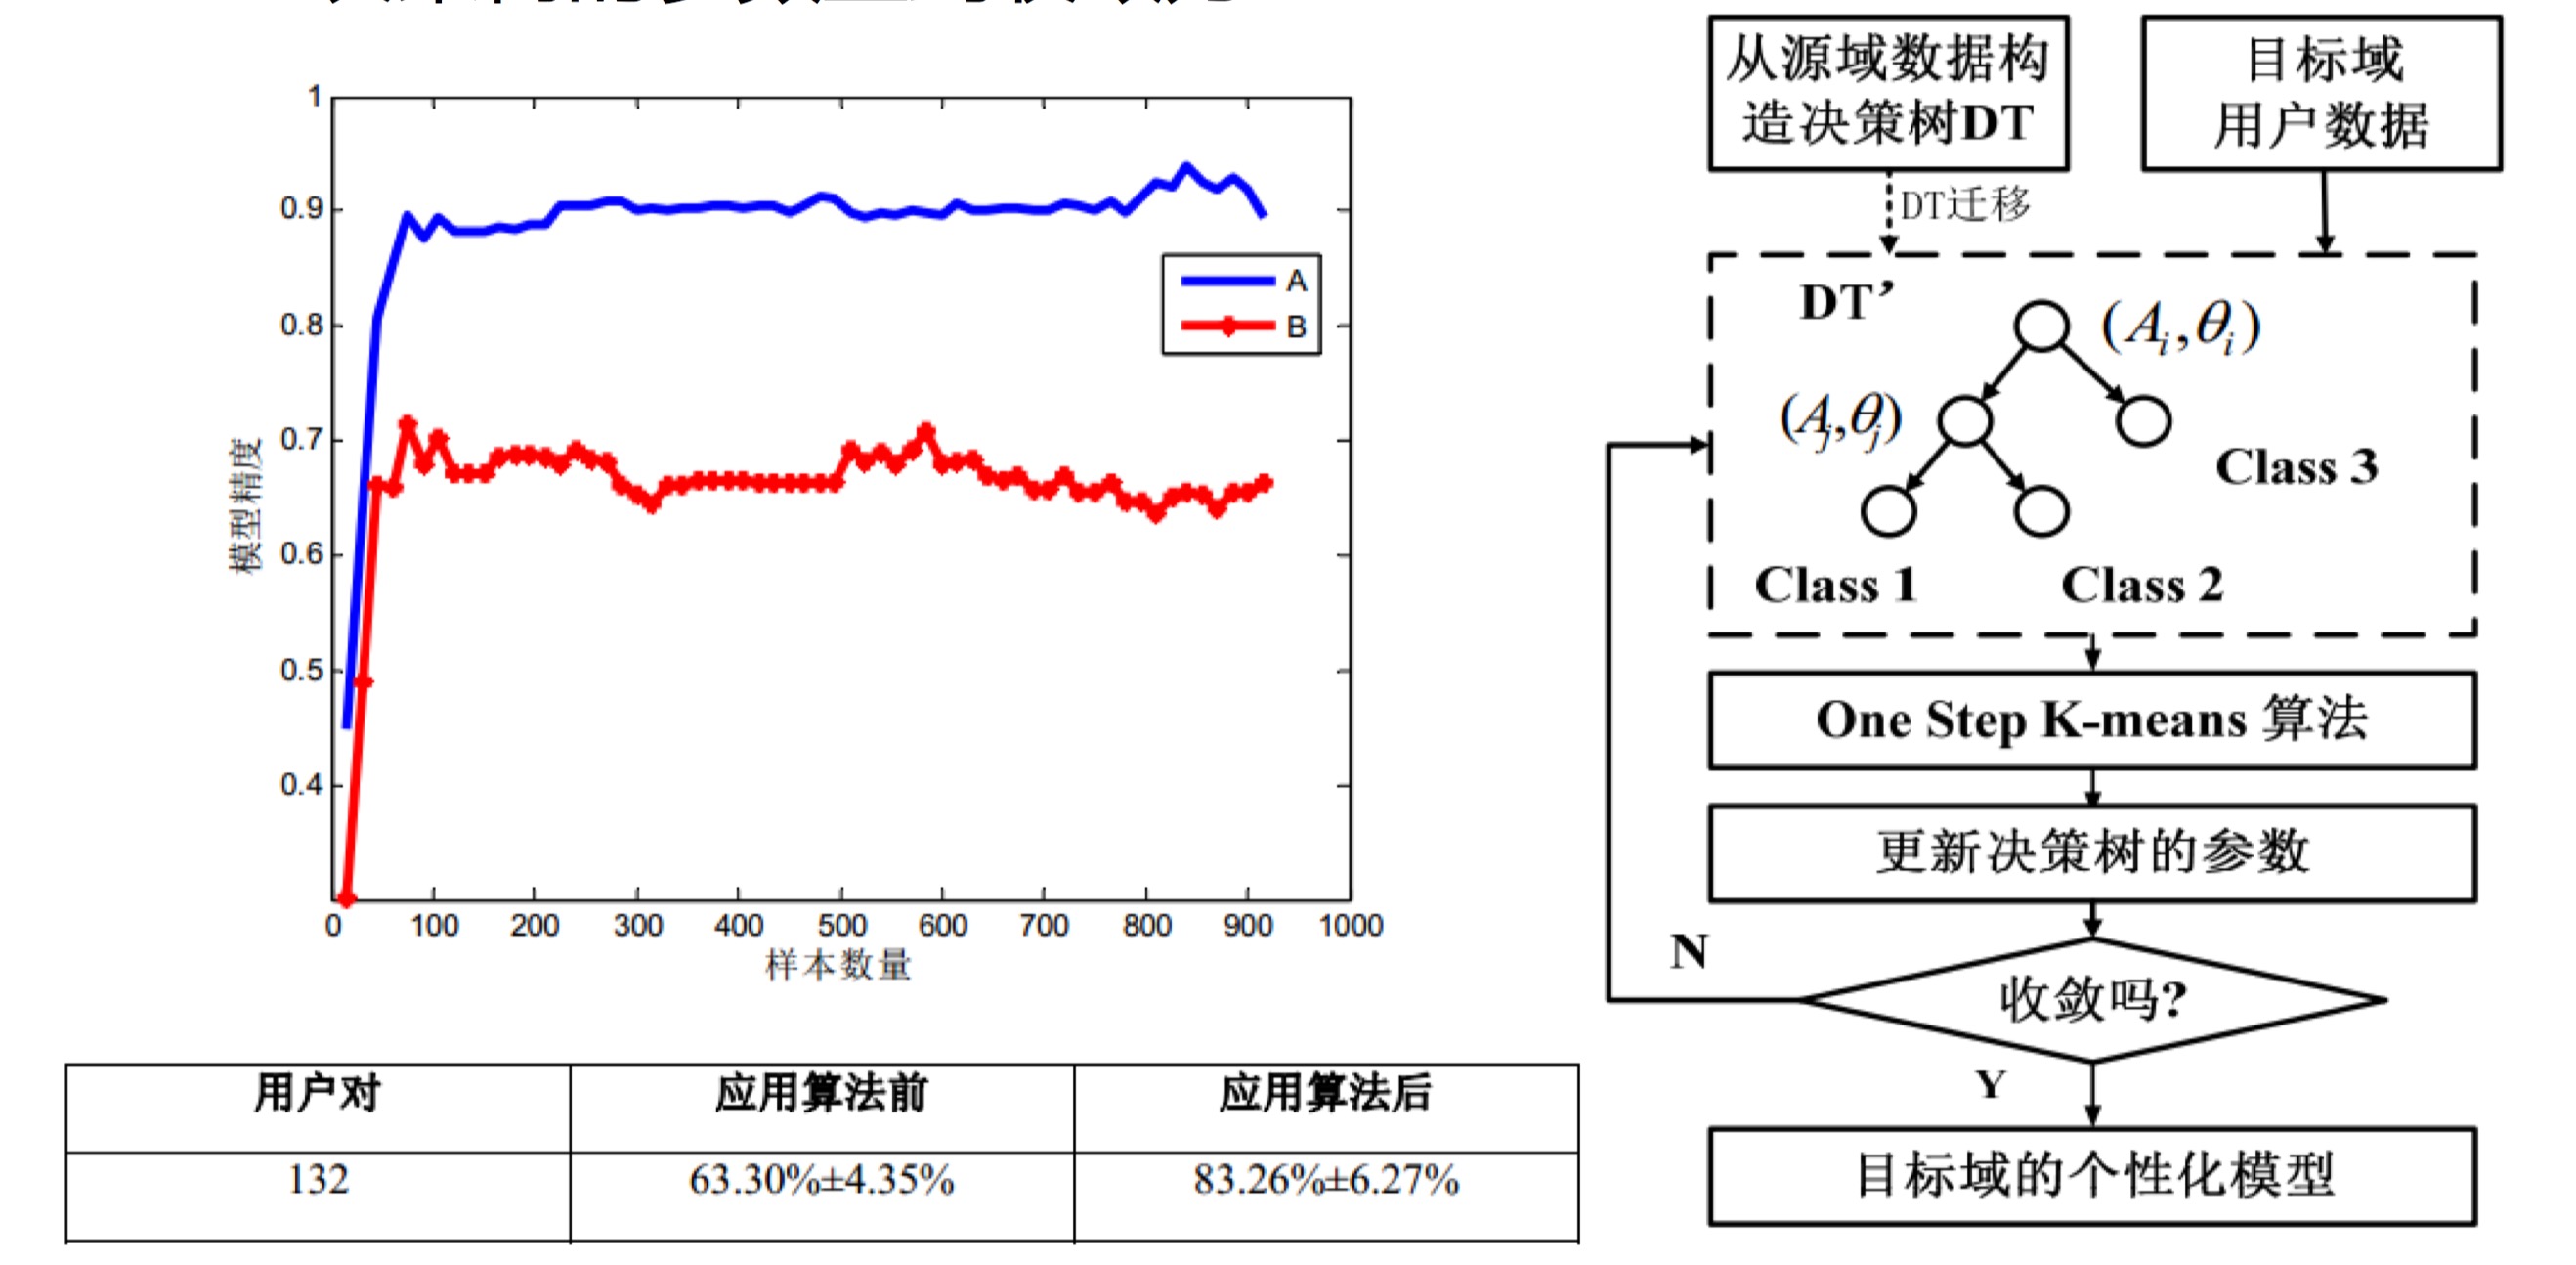 1
0.9
0.8
0.7
0.6
0.5
0.4
模型精度
A
B
0 100 200 300 400 500 600 700 800 900 1000
样本数量
用户对 应用算法前 应用算法后
132 63.30%±4.35% 83.26%±6.27%
从源域数据构
造决策树DT
目标域
用户数据
DT迁移
DT’
(Ai,θi)
(Aj,θj)
Class 3
Class 1 Class 2
One Step K-means 算法
更新决策树的参数
N
收敛吗?
Y
目标域的个性化模型